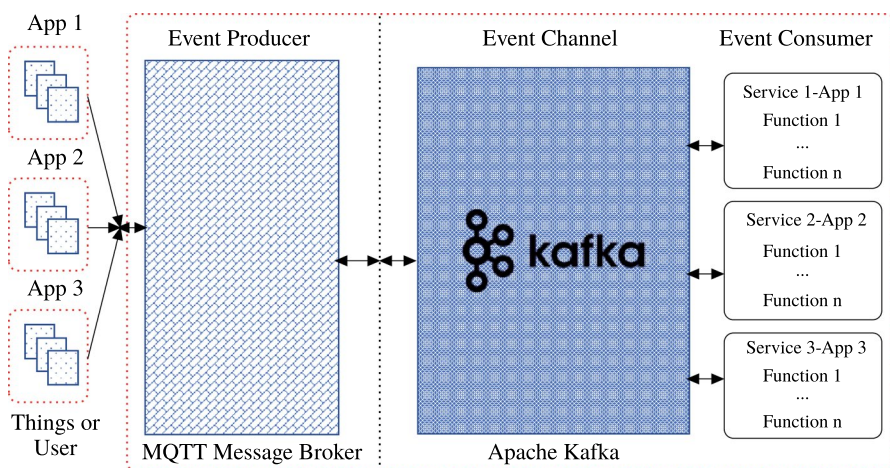 App 1
App 2
App 3
Things or
User
Event Producer
MQTT Message Broker
Event Channel
kafka
Apache Kafka
Event Consumer
Service 1-App 1
Function 1
...
Function n
Service 2-App 2
Function 1
...
Function n
Service 3-App 3
Function 1
...
Function n